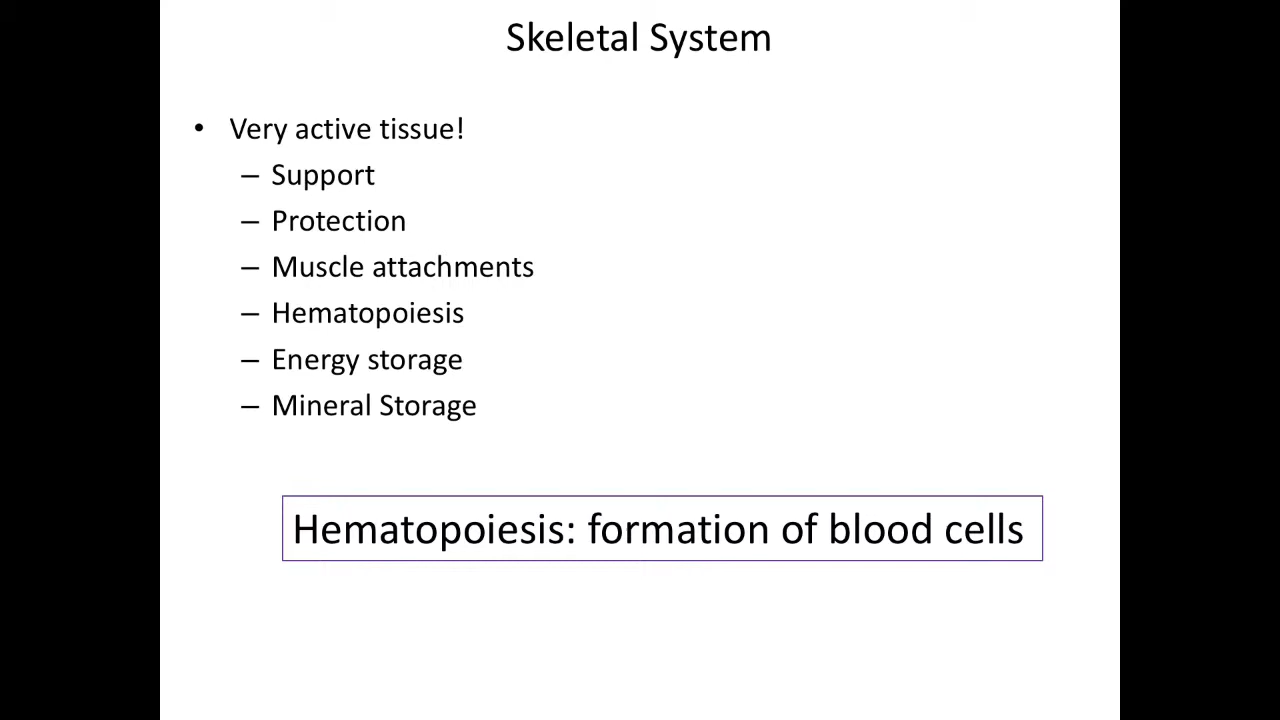 Skeletal System
• Very active tissue!
– Support
– Protection
– Muscle attachments
– Hematopoiesis
– Energy storage
– Mineral Storage
Hematopoiesis: formation of blood cells